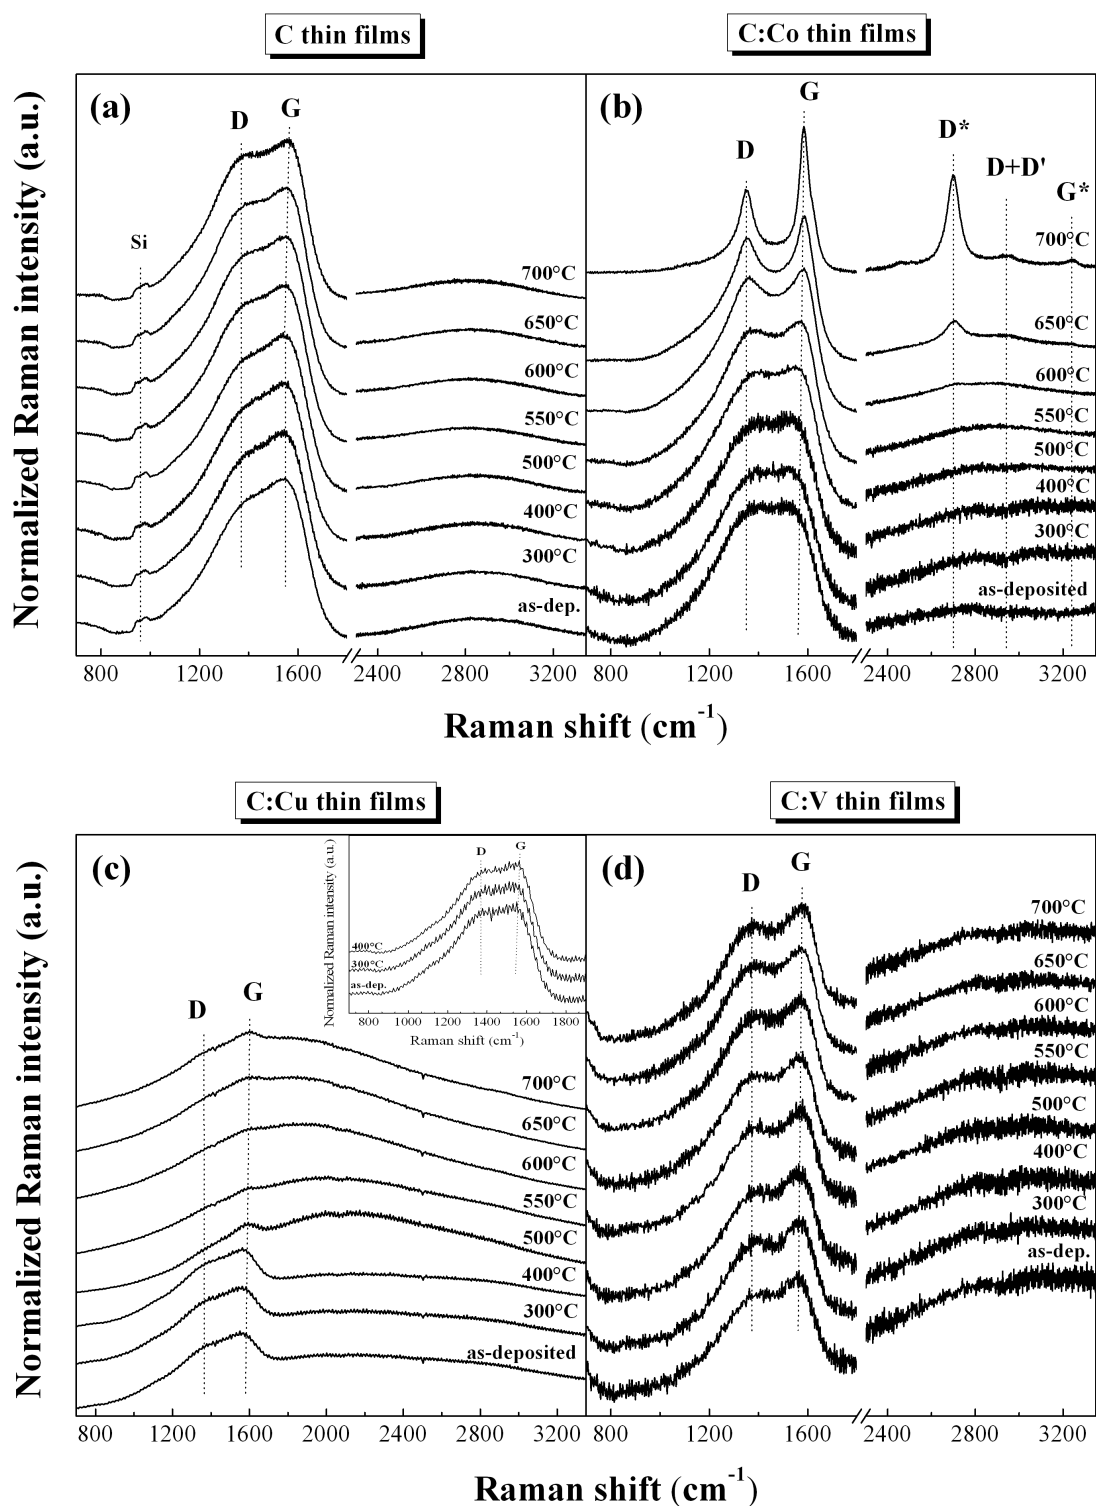 C thin films
C:Co thin films
Normalized Raman intensity (a.u.)
(a)
D
G
Si
700°C
650°C
600°C
550°C
500°C
400°C
300°C
as-dep.
800 1200 1600 2400 2800 3200
(b)
D
G
D*
D+D'
G*
700°C
650°C
600°C
550°C
500°C
400°C
300°C
as-deposited
800 1200 1600 2400 2800 3200
Raman shift (cm⁻¹)
C:Cu thin films
C:V thin films
Normalized Raman intensity (a.u.)
(c)
D
G
700°C
650°C
600°C
550°C
500°C
400°C
300°C
as-deposited
800 1200 1600 2000 2400 2800 3200
Normalized Raman intensity (a.u.)
D
G
400°C
300°C
as-dep.
800 1000 1200 1400 1600 1800
Raman shift (cm⁻¹)
(d)
D
G
700°C
650°C
600°C
550°C
500°C
400°C
300°C
as-dep.
800 1200 1600 2400 2800 3200
Raman shift (cm⁻¹)